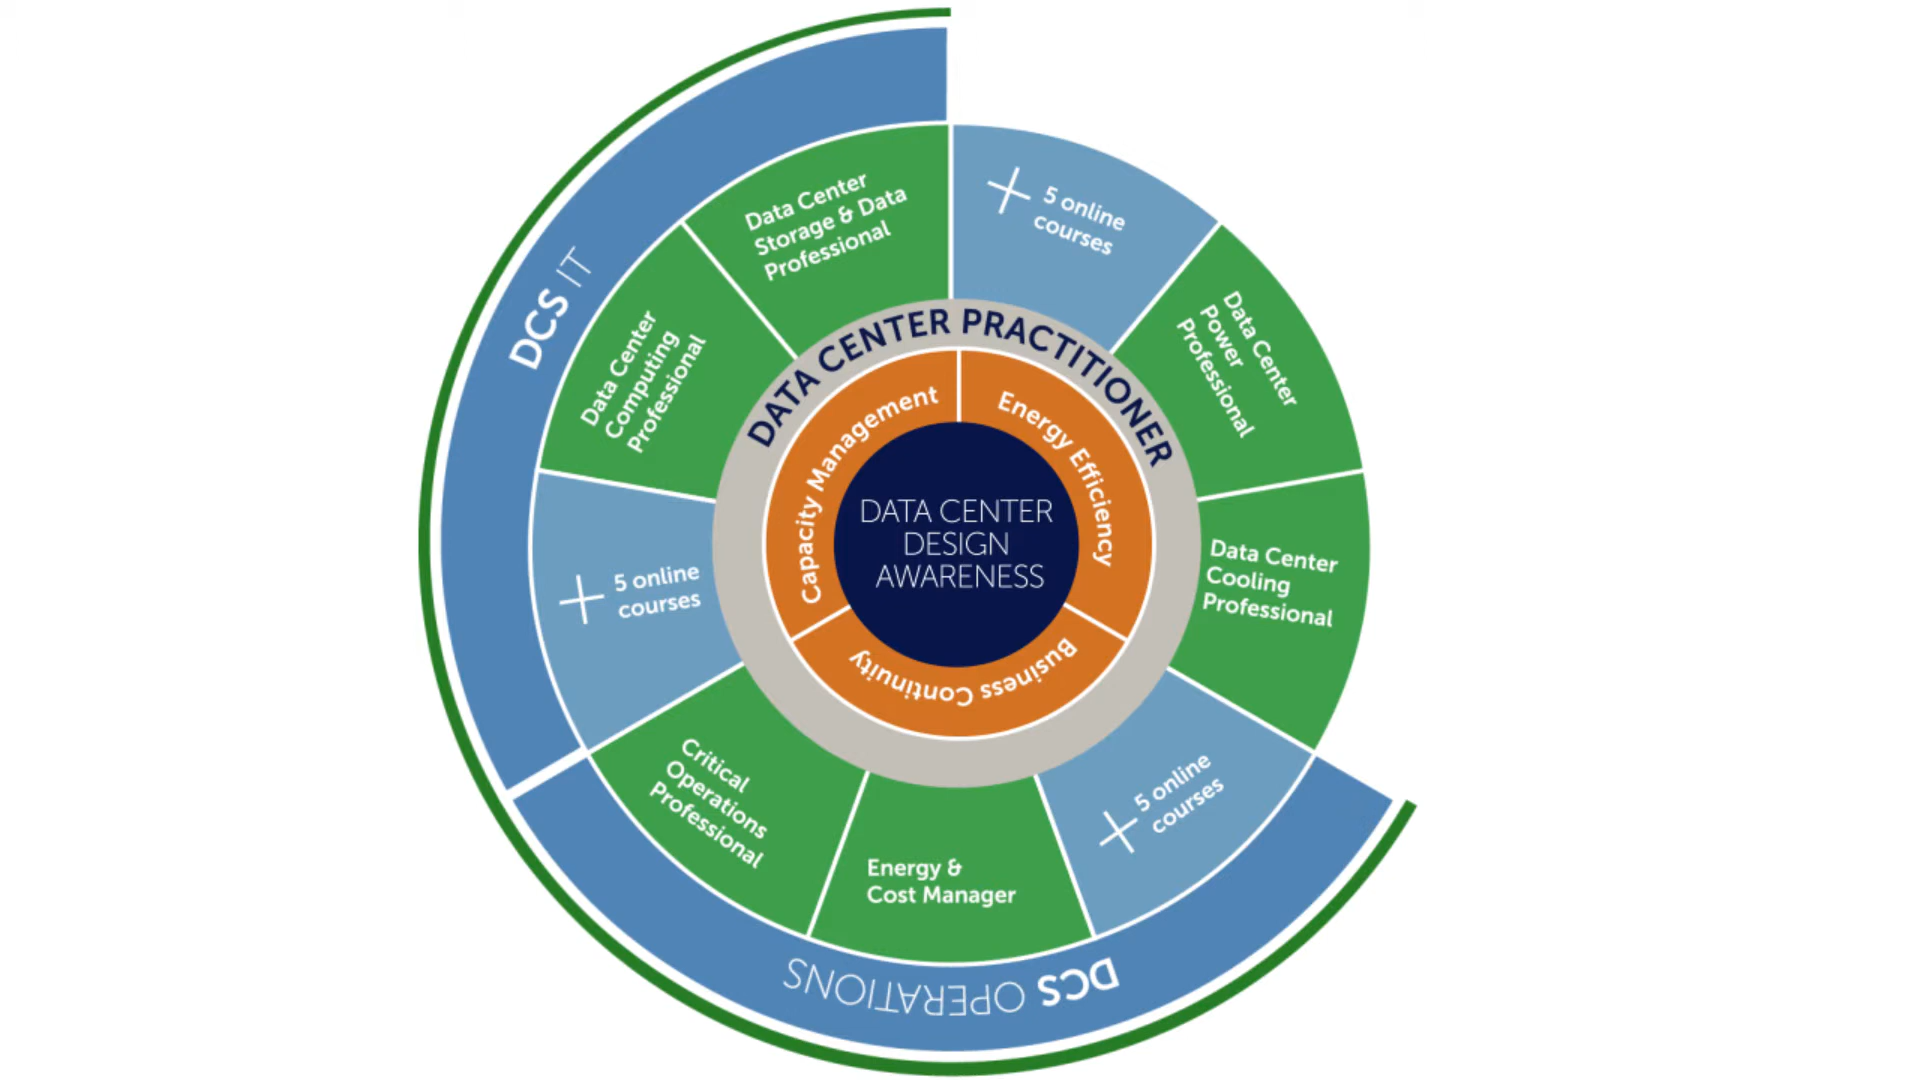 DCS IT
Data Center
Storage & Data
Professional
5 online
courses
Data Center
Power
Professional
Data Center
Computing
Professional
DATA CENTER PRACTITIONER
Capacity Management
Energy Efficiency
Business Continuity
DATA CENTER
DESIGN
AWARENESS
Data Center
Cooling
Professional
5 online
courses
Critical
Operations
Professional
Energy &
Cost Manager
5 online
courses
DCS OPERATIONS